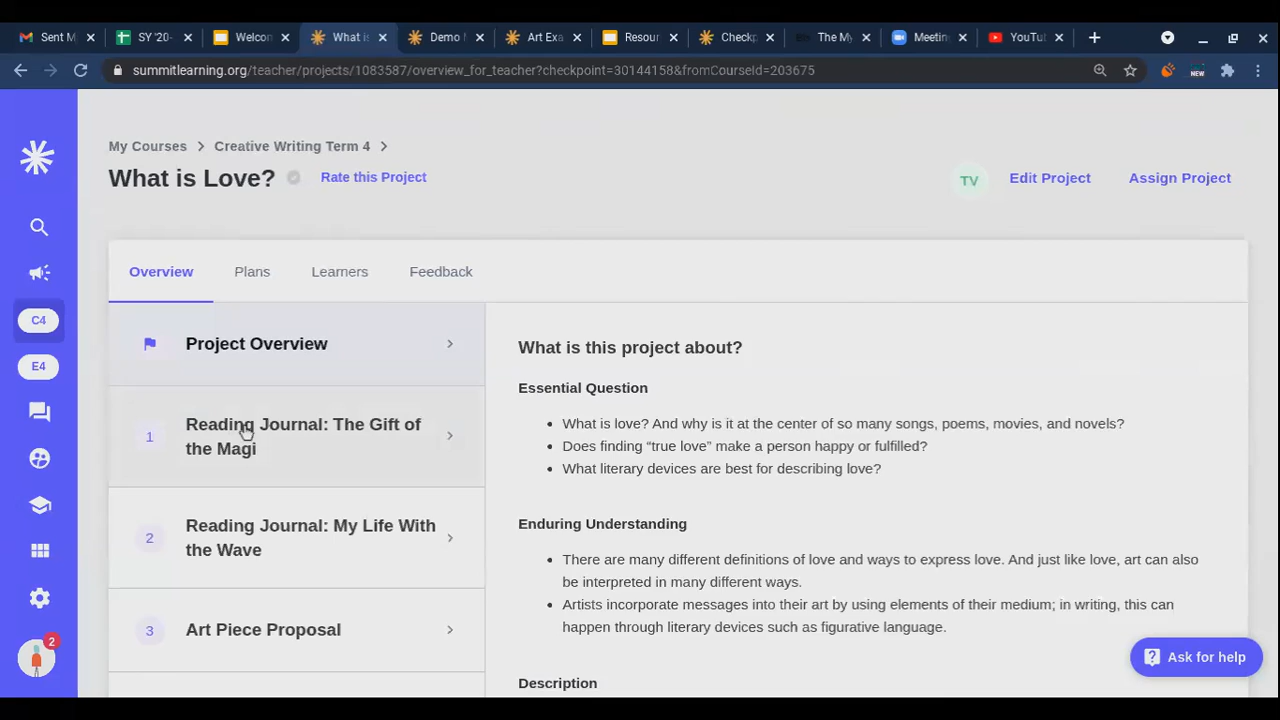 Sent M
SY '20-
Welcon
What is
Demo
Art Exa
Resour
Checkp
The My
Meetin
YouTu
summitlearning.org/teacher/projects/1083587/overview_for_teacher?checkpoint=30144158&fromCourseId=203675
NEW
My Courses > Creative Writing Term 4 >
What is Love?
Rate this Project
TV
Edit Project
Assign Project
C4
E4
2
Overview
Plans
Learners
Feedback
Project Overview
1
Reading Journal: The Gift of
the Magi
2
Reading Journal: My Life With
the Wave
3
Art Piece Proposal
What is this project about?
Essential Question
• What is love? And why is it at the center of so many songs, poems, movies, and novels?
• Does finding “true love” make a person happy or fulfilled?
• What literary devices are best for describing love?
Enduring Understanding
• There are many different definitions of love and ways to express love. And just like love, art can also
be interpreted in many different ways.
• Artists incorporate messages into their art by using elements of their medium; in writing, this can
happen through literary devices such as figurative language.
Description
Ask for help